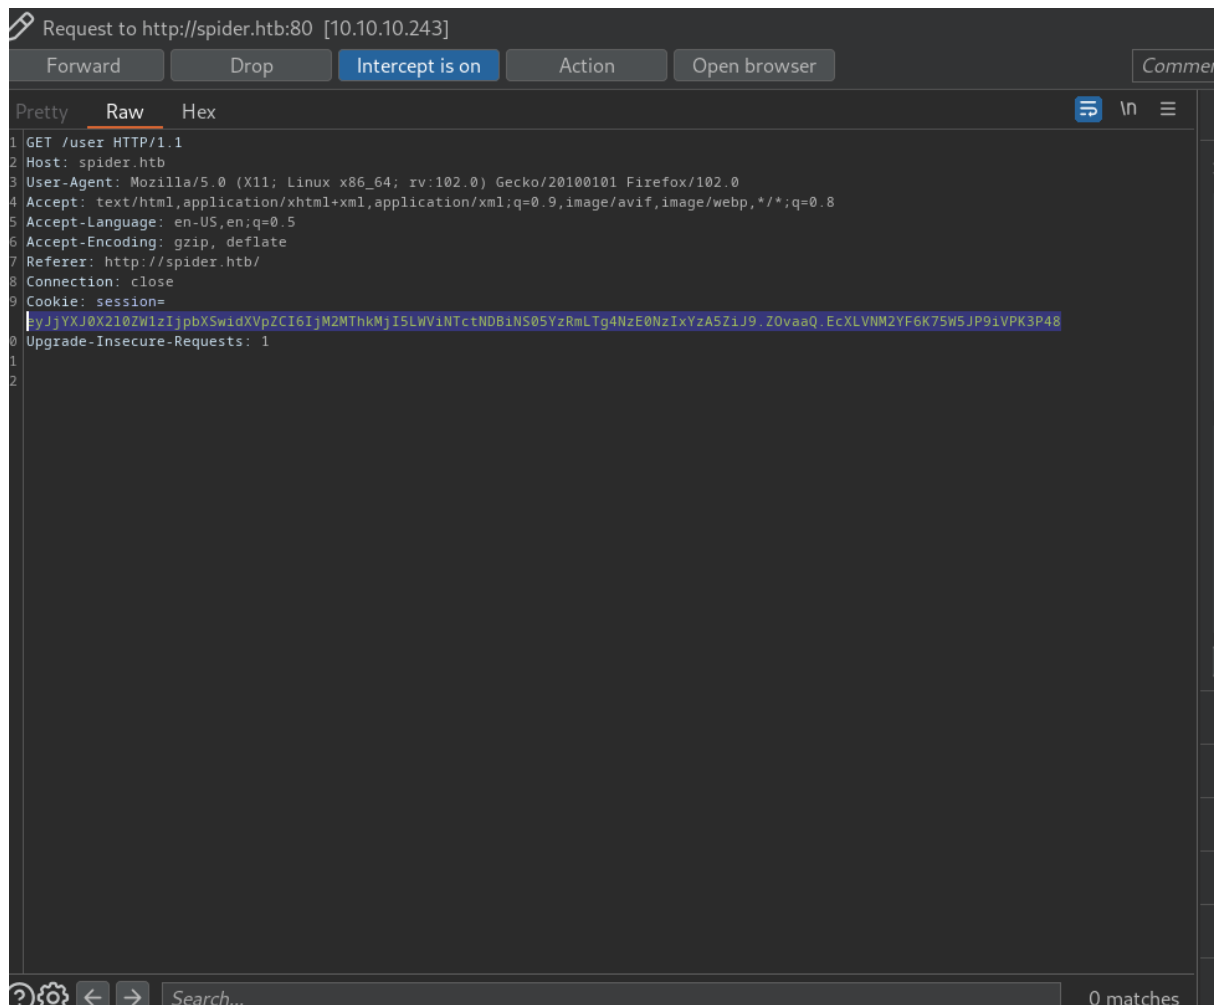 Request to http://spider.htb:80 [10.10.10.243]
Forward Drop Intercept is on Action Open browser Commer
Pretty Raw Hex \n
1 GET /user HTTP/1.1
2 Host: spider.htb
3 User-Agent: Mozilla/5.0 (X11; Linux x86_64; rv:102.0) Gecko/20100101 Firefox/102.0
4 Accept: text/html,application/xhtml+xml,application/xml;q=0.9,image/avif,image/webp,*/*;q=0.8
5 Accept-Language: en-US,en;q=0.5
6 Accept-Encoding: gzip, deflate
7 Referer: http://spider.htb/
8 Connection: close
9 Cookie: session=
eyJjYXJ0X2l0ZW1zIjpbXSwidXVpZCI6IjM2MThkMjI5LWViNTctNDBiNS05YzRmLTg4NzE0NzIxYzA5ZiJ9.ZOvaaQ.EcXLVNM2YF6K75W5JP9iVPK3P48
0 Upgrade-Insecure-Requests: 1
1
2
Search... 0 matches